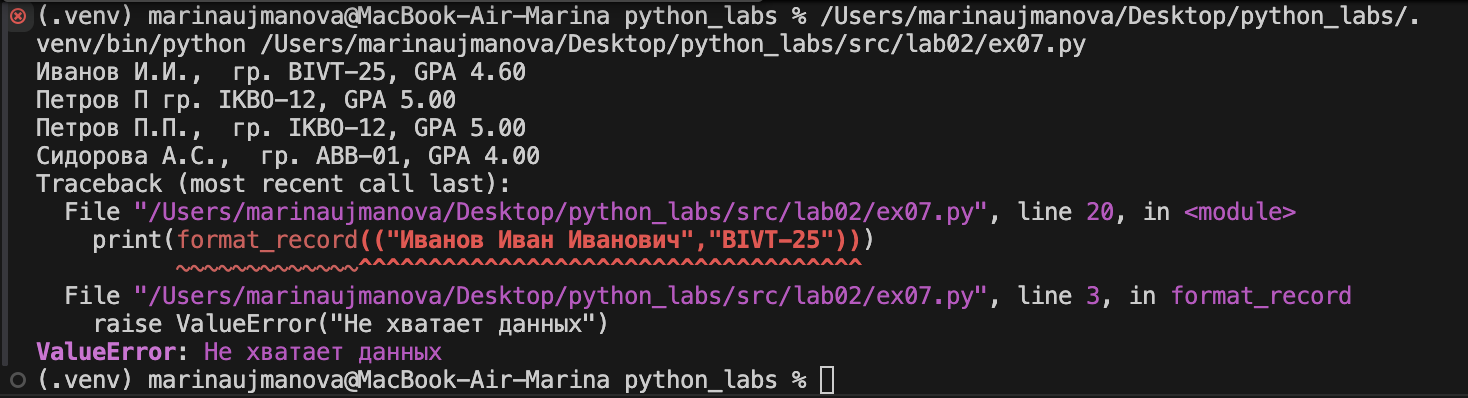 (.venv) marinaujmanova@MacBook-Air-Marina python_labs % /Users/marinaujmanova/Desktop/python_labs/.
venv/bin/python /Users/marinaujmanova/Desktop/python_labs/src/lab02/ex07.py
Иванов И.И.,  гр. BIVT-25, GPA 4.60
Петров П гр. IKBO-12, GPA 5.00
Петров П.П.,  гр. IKBO-12, GPA 5.00
Сидорова А.С.,  гр. ABB-01, GPA 4.00
Traceback (most recent call last):
  File "/Users/marinaujmanova/Desktop/python_labs/src/lab02/ex07.py", line 20, in <module>
    print(format_record(("Иванов Иван Иванович","BIVT-25")))
          ~~~~~~~~~~~~~^^^^^^^^^^^^^^^^^^^^^^^^^^^^^^^^^^^^
  File "/Users/marinaujmanova/Desktop/python_labs/src/lab02/ex07.py", line 3, in format_record
    raise ValueError("Не хватает данных")
ValueError: Не хватает данных
(.venv) marinaujmanova@MacBook-Air-Marina python_labs %